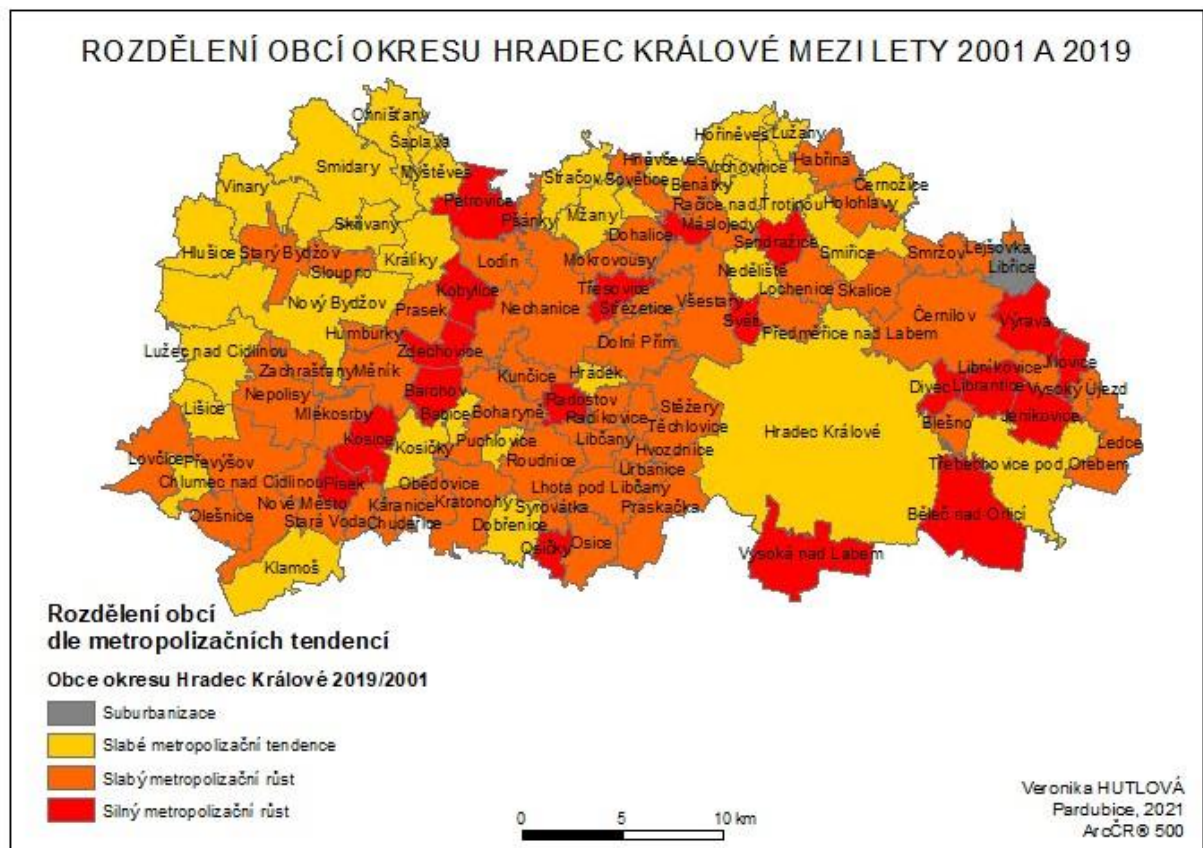 ROZDĚLENÍ OBCÍ OKRESU HRADEC KRÁLOVÉ MEZI LETY 2001 A 2019
Ohnišťany
Šaplava
Smidary
Myštěves
Vinary
Skřivany
Petrovice
Pšánky
Hlušice
Starý Bydžov
Sloupno
Králíky
Nový Bydžov
Kobylice
Prasek
Humburky
Lužec nad Cidlinou
Zachrašťany
Měník
Zdechovice
Nepolisy
Mlékosrby
Barchov
Lišice
Babice
Kosice
Kosičky
Lovčice
Převýšov
Chlumec nad Cidlinou
Písek
Nové Město
Olešnice
Stará Voda
Káranice
Chudeřice
Obědovice
Kratonohy
Klamoš
Stračov
Hněvčeves
Sovětice
Mžany
Benátky
Hořiněves
Lužany
Vrchovnice
Habřina
Černožice
Račice nad Trotinou
Holohlavy
Máslojedy
Dohalice
Sendražice
Lodín
Mokrovousy
Neděliště
Smiřice
Smržov
Lejšovka
Libřice
Nechanice
Třesovice
Střezetice
Všestary
Lochenice
Skalice
Světí
Předměřice nad Labem
Černilov
Výrava
Dolní Přím
Kunčice
Hrádek
Radostov
Radíkovice
Boharyně
Puchlovice
Roudnice
Libčany
Stěžery
Těchlovice
Hvozdnice
Urbanice
Lhota pod Libčany
Praskačka
Syrovátka
Dobřenice
Osičky
Osice
Hradec Králové
Vysoká nad Labem
Divec
Libníkovice
Librantice
Jílovice
Vysoký Újezd
Jeníkovice
Blešno
Ledce
Třebechovice pod Orebem
Běleč nad Orlicí
Rozdělení obcí
dle metropolizačních tendencí
Obce okresu Hradec Králové 2019/2001
Suburbanizace
Slabé metropolizační tendence
Slabý metropolizační růst
Silný metropolizační růst
0 5 10 km
Veronika HUTLOVÁ
Pardubice, 2021
ArcČR® 500